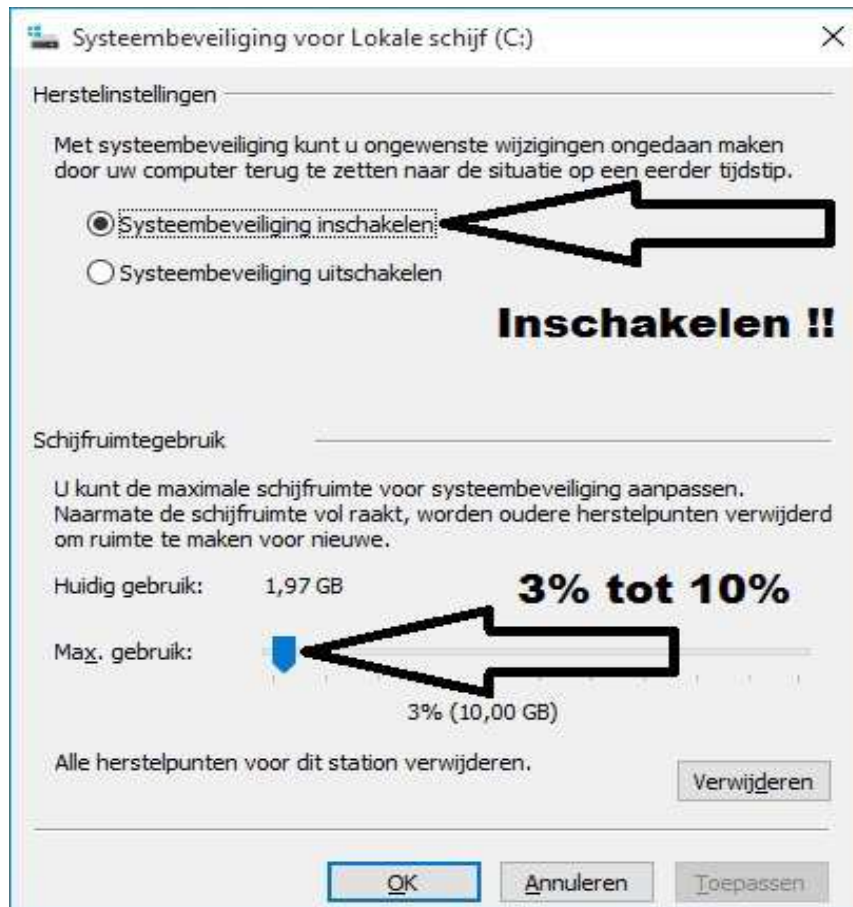 Systeembeveiliging voor Lokale schijf (C:)
Herstelinstellingen
Met systeembeveiliging kunt u ongewenste wijzigingen ongedaan maken
door uw computer terug te zetten naar de situatie op een eerder tijdstip.
Systeembeveiliging inschakelen
Systeembeveiliging uitschakelen
Inschakelen !!
Schijfruimtegebruik
U kunt de maximale schijfruimte voor systeembeveiliging aanpassen.
Naarmate de schijfruimte vol raakt, worden oudere herstelpunten verwijderd
om ruimte te maken voor nieuwe.
Huidig gebruik: 1,97 GB 3% tot 10%
Max. gebruik:
3% (10,00 GB)
Alle herstelpunten voor dit station verwijderen.
Verwijderen
OK Annuleren Toepassen